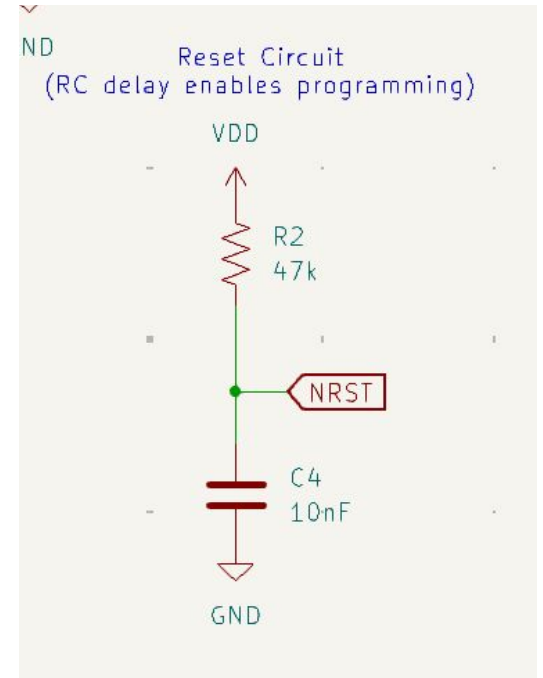 ND
Reset Circuit
(RC delay enables programming)
VDD
R2
47k
NRST
C4
10nF
GND